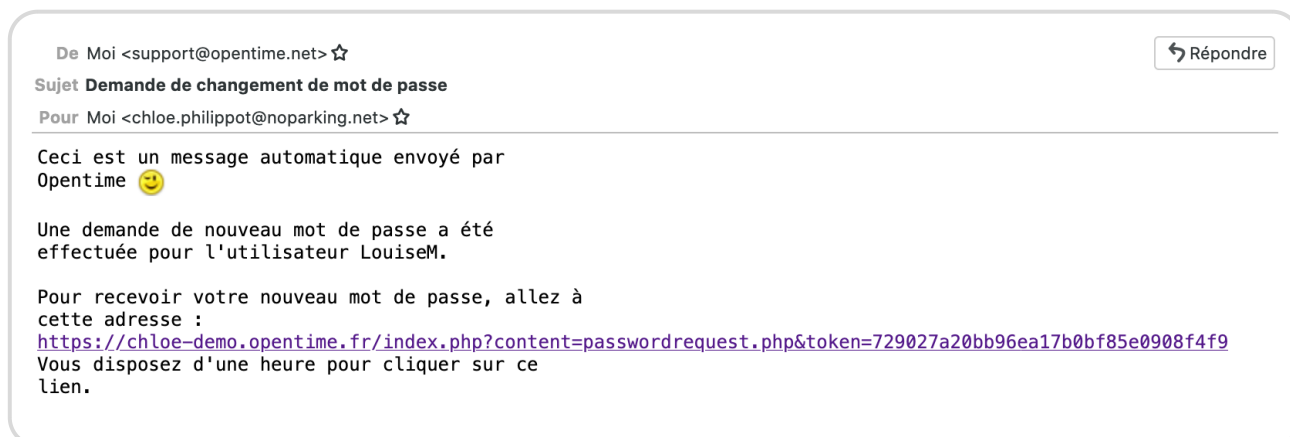 De Moi <support@opentime.net>
Répondre
Sujet Demande de changement de mot de passe
Pour Moi <chloe.philippot@noparking.net>
Ceci est un message automatique envoyé par
Opentime
Une demande de nouveau mot de passe a été
effectuée pour l'utilisateur LouiseM.
Pour recevoir votre nouveau mot de passe, allez à
cette adresse :
https://chloe-demo.opentime.fr/index.php?content=passwordrequest.php&token=729027a20bb96ea17b0bf85e0908f4f9
Vous disposez d'une heure pour cliquer sur ce
lien.